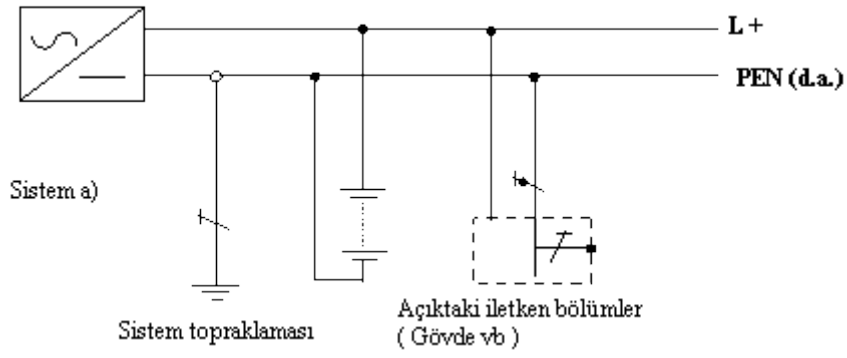 L +
PEN (d.a.)
Sistem a)
Sistem topraklaması
Açıktaki iletken bölümler
( Gövde vb )